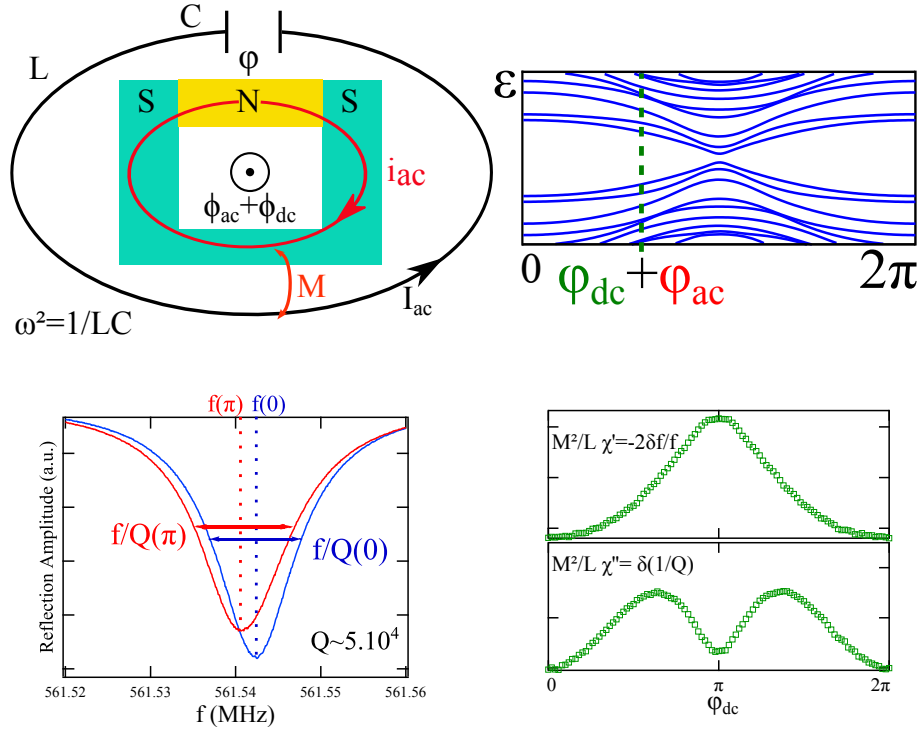 C
L
φ
S
N
S
i_ac
ϕ_ac+ϕ_dc
M
I_ac
ω²=1/LC
ε
0
φ_dc+φ_ac
2π
f(π) f(0)
f/Q(π)
f/Q(0)
Q~5.10⁴
Reflection Amplitude (a.u.)
561.52
561.53
561.54
561.55
561.56
f (MHz)
M²/L χ'=-2δf/f
M²/L χ''= δ(1/Q)
0
π
2π
φ_dc